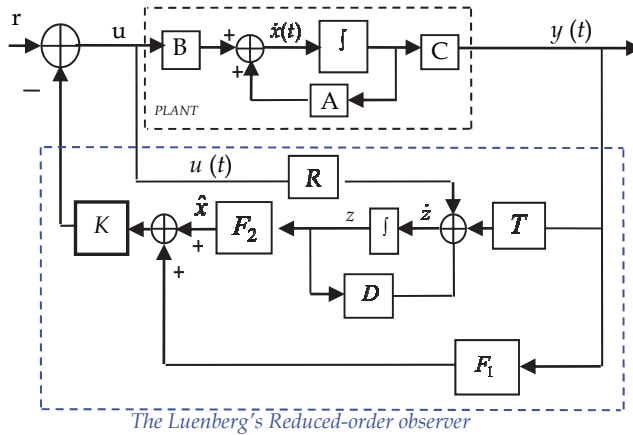 r
u
B
+
+
ẋ(t)
∫
C
y (t)
A
PLANT
−
u (t)
R
K
x̂
+
+
F2
z
∫
ż
T
D
F1
The Luenberg's Reduced-order observer